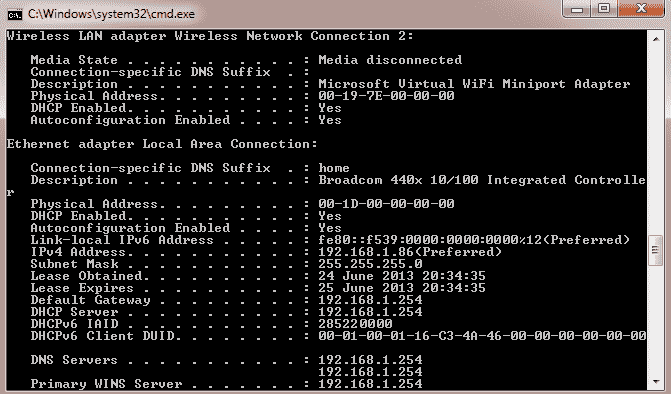 C:\Windows\system32\cmd.exe
Wireless LAN adapter Wireless Network Connection 2:
Media State . . . . . . . . . . . : Media disconnected
Connection-specific DNS Suffix  . :
Description . . . . . . . . . . . : Microsoft Virtual WiFi Miniport Adapter
Physical Address. . . . . . . . . : 00-19-7E-00-00-00
DHCP Enabled. . . . . . . . . . . : Yes
Autoconfiguration Enabled . . . . : Yes
Ethernet adapter Local Area Connection:
Connection-specific DNS Suffix  . : home
Description . . . . . . . . . . . : Broadcom 440x 10/100 Integrated Controlle
r
Physical Address. . . . . . . . . : 00-1D-00-00-00-00
DHCP Enabled. . . . . . . . . . . : Yes
Autoconfiguration Enabled . . . . : Yes
Link-local IPv6 Address . . . . . : fe80::f539:0000:0000:0000%12(Preferred)
IPv4 Address. . . . . . . . . . . : 192.168.1.86(Preferred)
Subnet Mask . . . . . . . . . . . : 255.255.255.0
Lease Obtained. . . . . . . . . . : 24 June 2013 20:34:35
Lease Expires . . . . . . . . . . : 25 June 2013 20:34:35
Default Gateway . . . . . . . . . : 192.168.1.254
DHCP Server . . . . . . . . . . . : 192.168.1.254
DHCPv6 IAID . . . . . . . . . . . : 285220000
DHCPv6 Client DUID. . . . . . . . : 00-01-00-01-16-C3-4A-46-00-00-00-00-00-00
DNS Servers . . . . . . . . . . . : 192.168.1.254
192.168.1.254
Primary WINS Server . . . . . . . : 192.168.1.254